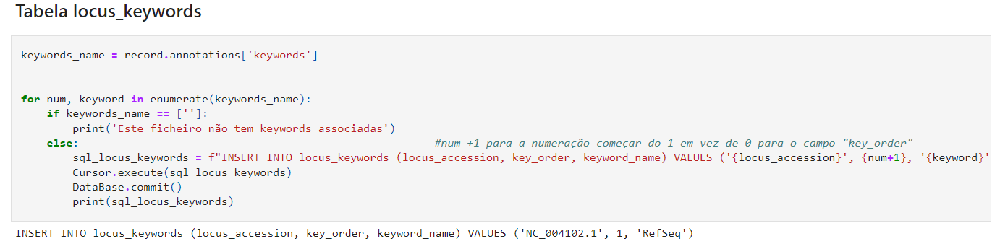 Tabela locus_keywords
keywords_name = record.annotations['keywords']
for num, keyword in enumerate(keywords_name):
    if keywords_name == ['']:
        print('Este ficheiro não tem keywords associadas')
    else:                                                  #num +1 para a numeração começar do 1 em vez de 0 para o campo "key_order"
        sql_locus_keywords = f"INSERT INTO locus_keywords (locus_accession, key_order, keyword_name) VALUES ('{locus_accession}', {num+1}, '{keyword}'
        Cursor.execute(sql_locus_keywords)
        DataBase.commit()
        print(sql_locus_keywords)
INSERT INTO locus_keywords (locus_accession, key_order, keyword_name) VALUES ('NC_004102.1', 1, 'RefSeq')